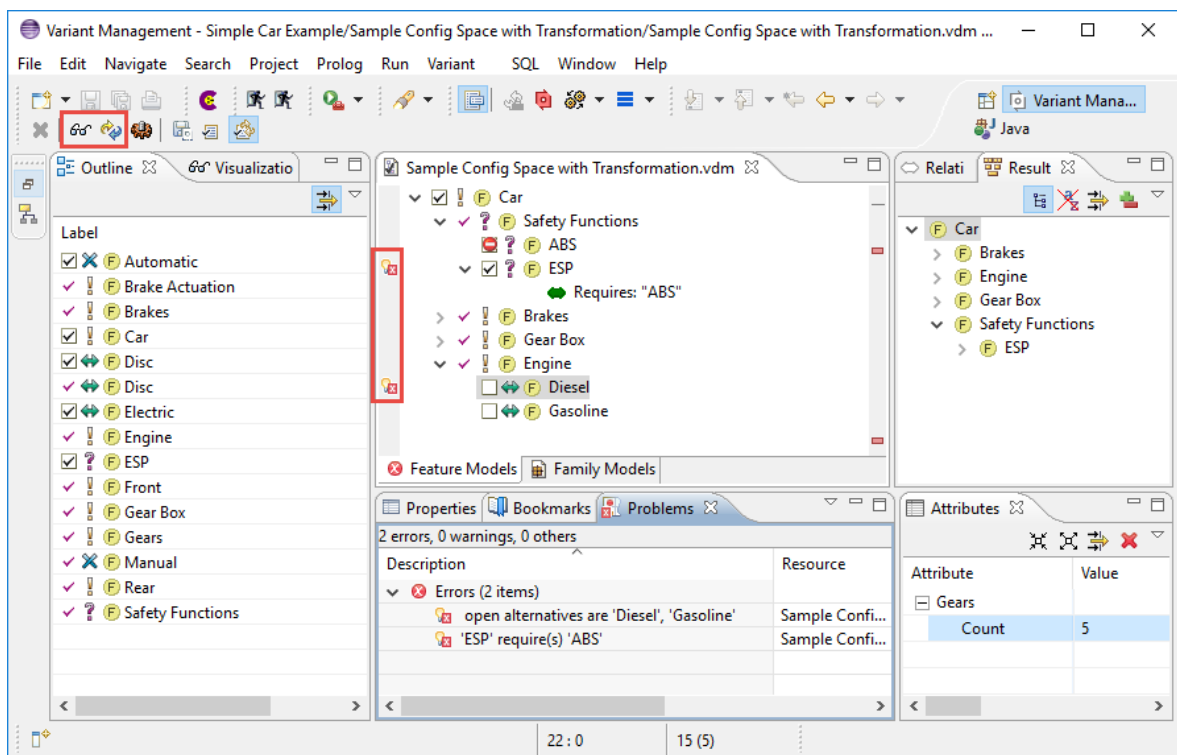 Variant Management - Simple Car Example/Sample Config Space with Transformation/Sample Config Space with Transformation.vdm ...
File Edit Navigate Search Project Prolog Run Variant SQL Window Help
Variant Mana...
Java
Outline
Visualizatio
Label
F Automatic
F Brake Actuation
F Brakes
F Car
F Disc
F Disc
F Electric
F Engine
F ESP
F Front
F Gear Box
F Gears
F Manual
F Rear
F Safety Functions
Sample Config Space with Transformation.vdm
F Car
? F Safety Functions
? F ABS
? F ESP
Requires: "ABS"
F Brakes
F Gear Box
F Engine
F Diesel
F Gasoline
Feature Models Family Models
Relati Result
F Car
F Brakes
F Engine
F Gear Box
F Safety Functions
F ESP
Properties Bookmarks Problems
2 errors, 0 warnings, 0 others
Description Resource
Errors (2 items)
open alternatives are 'Diesel', 'Gasoline' Sample Confi...
'ESP' require(s) 'ABS' Sample Confi...
Attributes
Attribute Value
Gears
Count 5
22 : 0 15 (5)